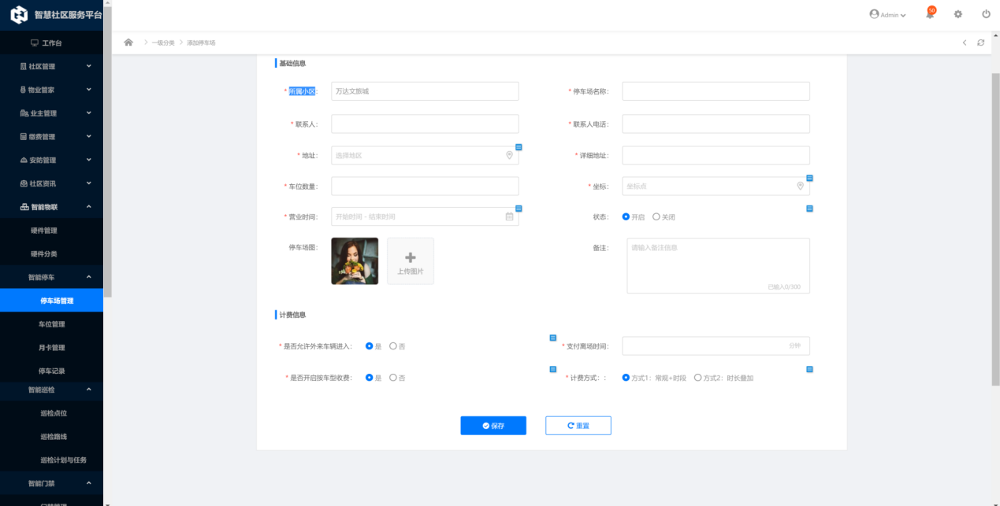 智慧社区服务平台
Admin
50
工作台
一级分类
添加停车场
社区管理
物业管家
业主管理
缴费管理
安防管理
社区资讯
智能物联
硬件管理
硬件分类
智能停车
停车场管理
车位管理
月卡管理
停车记录
智能巡检
巡检点位
巡检路线
巡检计划与任务
智能门禁
基础信息
* 所属小区: 万达文旅城
* 停车场名称:
* 联系人:
* 联系人电话:
* 地址: 选择地区
* 详细地址:
* 车位数量:
* 坐标: 坐标点
* 营业时间: 开始时间 - 结束时间
状态: 开启 关闭
停车场图: 上传图片
备注: 请输入备注信息
已输入0/300
计费信息
* 是否允许外来车辆进入: 是 否
* 支付离场时间: 分钟
* 是否开启按车型收费: 是 否
* 计费方式: : 方式1: 常规+时段 方式2: 时长叠加
保存
重置